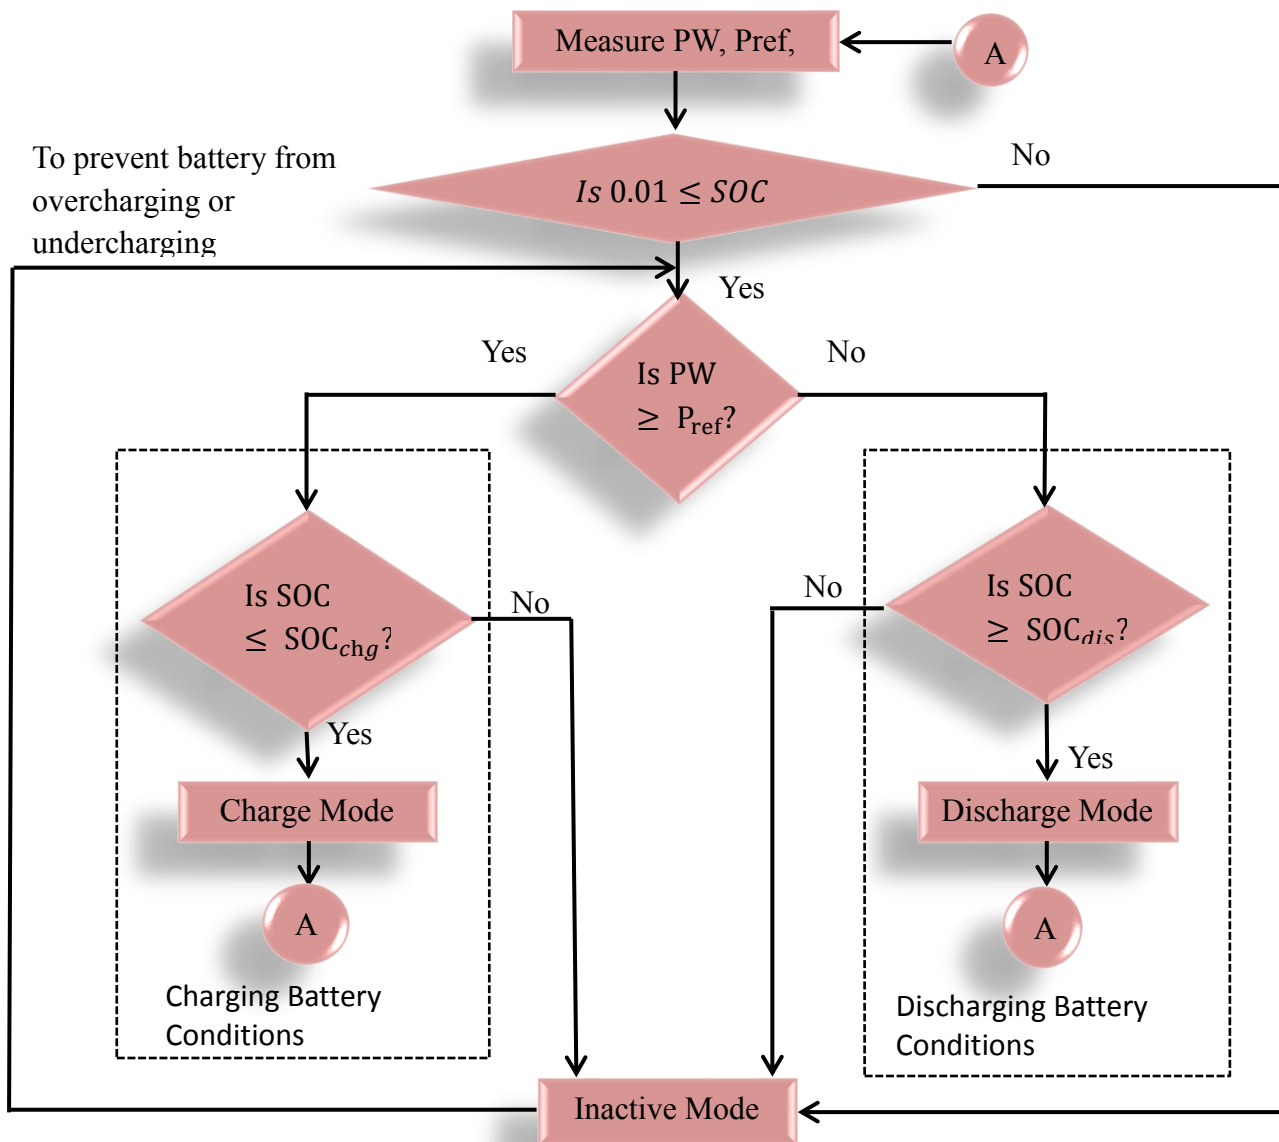 Measure PW, Pref,
A
To prevent battery from
overcharging or
undercharging
Is 0.01 ≤ SOC
No
Yes
Is PW
≥ Pref?
Yes
No
Is SOC
≤ SOCchg?
No
Yes
Charge Mode
A
Charging Battery
Conditions
Is SOC
≥ SOCdis?
No
Yes
Discharge Mode
A
Discharging Battery
Conditions
Inactive Mode